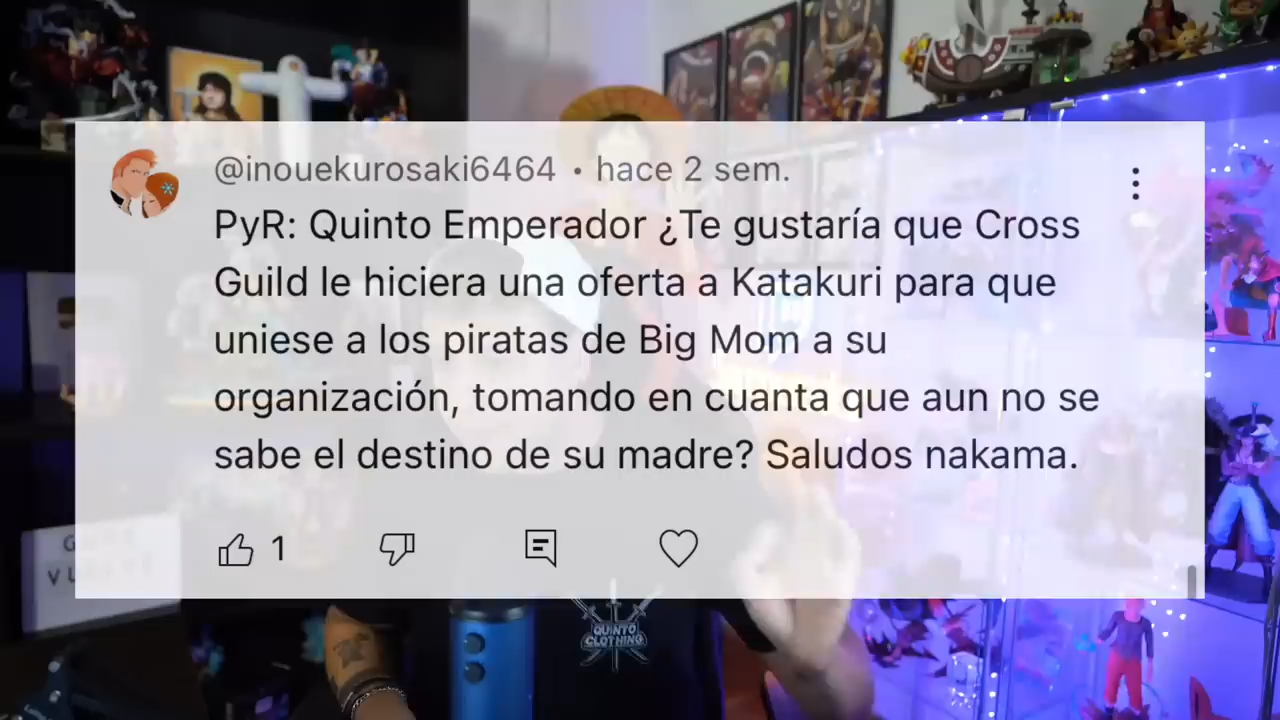 @inouekurosaki6464 • hace 2 sem.
PyR: Quinto Emperador ¿Te gustaría que Cross
Guild le hiciera una oferta a Katakuri para que
uniese a los piratas de Big Mom a su
organización, tomando en cuanta que aun no se
sabe el destino de su madre? Saludos nakama.
1
QUINTO
CLOTHING